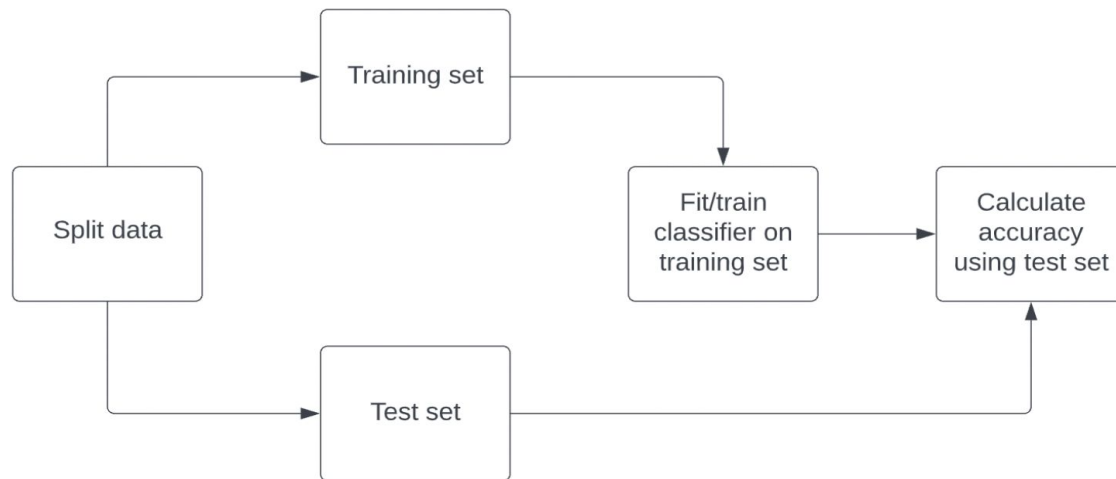 Training set
Split data
Fit/train
classifier on
training set
Calculate
accuracy
using test set
Test set